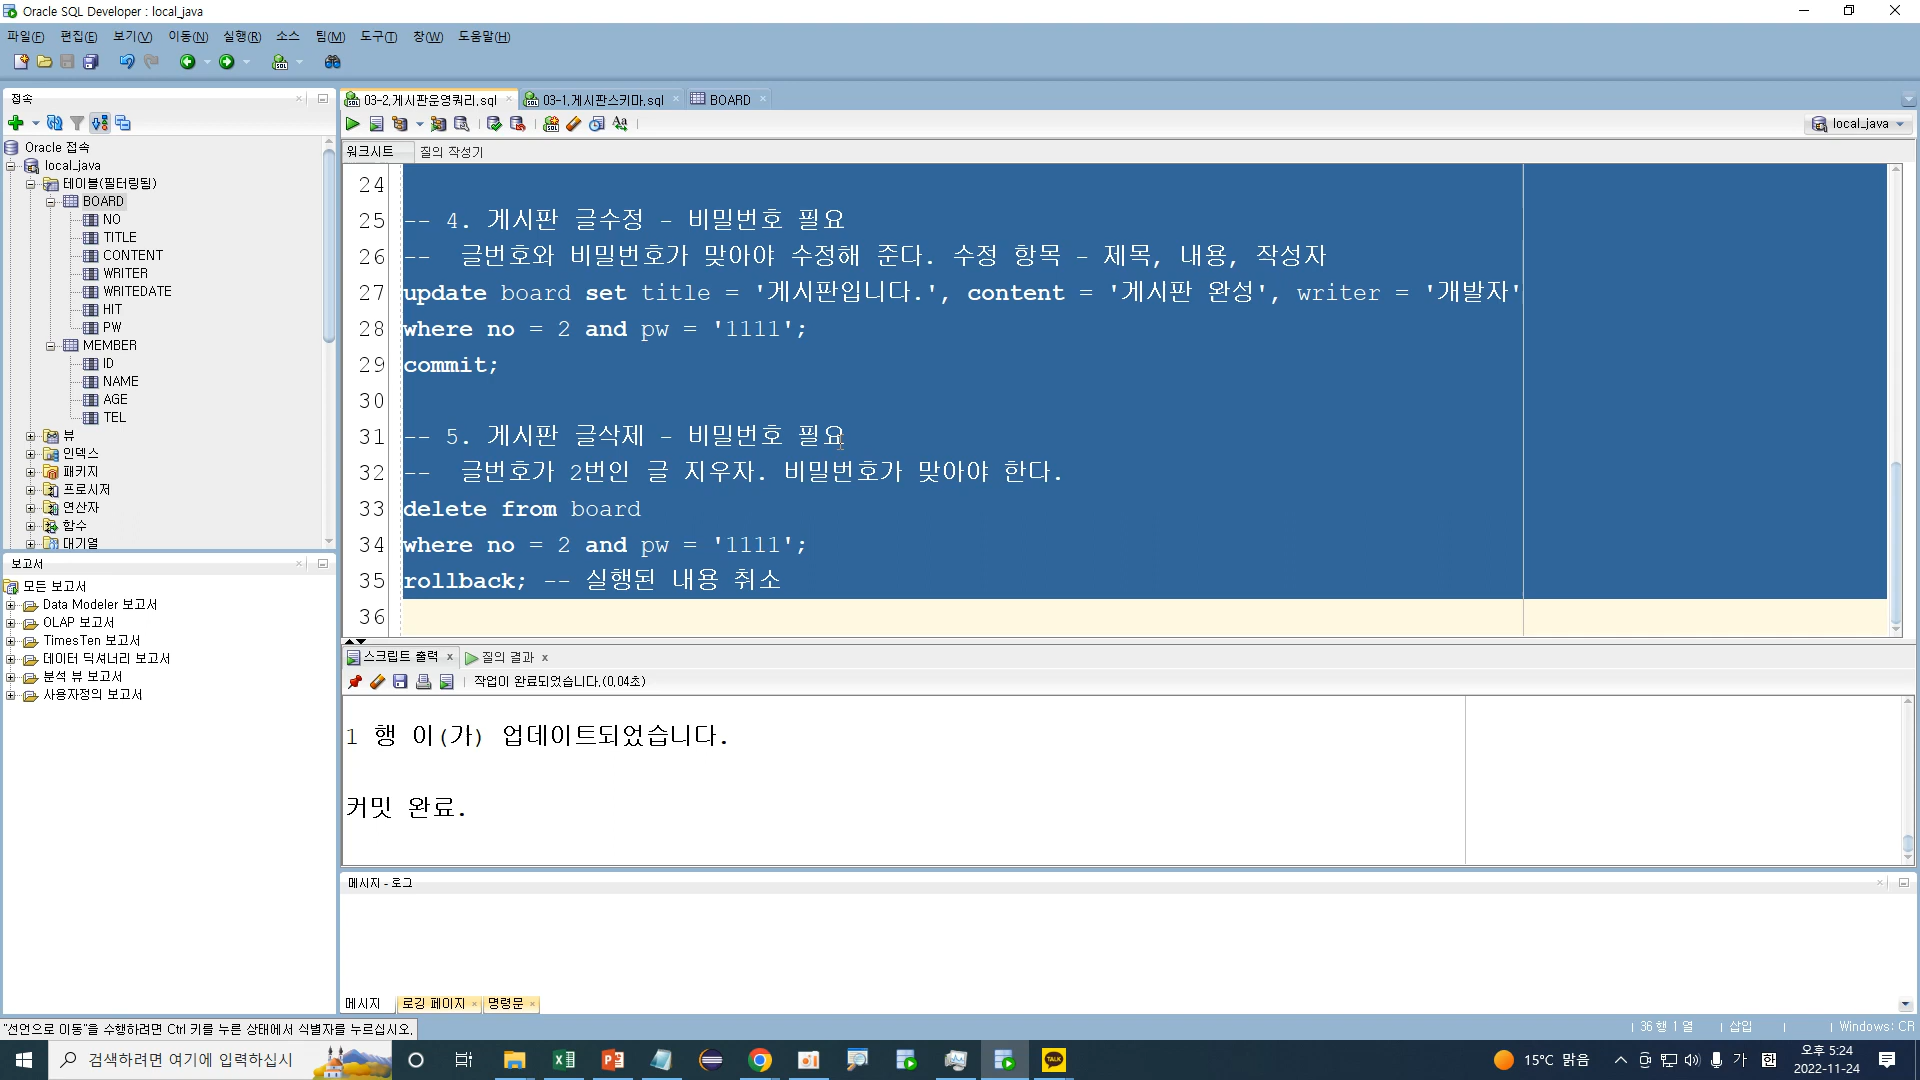 Oracle SQL Developer : local_java
파일(F) 편집(E) 보기(V) 이동(N) 실행(R) 소스 팀(M) 도구(T) 창(W) 도움말(H)
접속
Oracle 접속
local_java
테이블(필터링됨)
BOARD
NO
TITLE
CONTENT
WRITER
WRITEDATE
HIT
PW
MEMBER
ID
NAME
AGE
TEL
뷰
인덱스
패키지
프로시저
연산자
함수
대기열
보고서
모든 보고서
Data Modeler 보고서
OLAP 보고서
TimesTen 보고서
데이터 딕셔너리 보고서
분석 뷰 보고서
사용자정의 보고서
03-2.게시판운영쿼리.sql 03-1.게시판스키마.sql BOARD
local_java
워크시트 질의 작성기
24
25 -- 4. 게시판 글수정 - 비밀번호 필요
26 --  글번호와 비밀번호가 맞아야 수정해 준다. 수정 항목 - 제목, 내용, 작성자
27 update board set title = '게시판입니다.', content = '게시판 완성', writer = '개발자'
28 where no = 2 and pw = '1111';
29 commit;
30
31 -- 5. 게시판 글삭제 - 비밀번호 필요
32 --  글번호가 2번인 글 지우자. 비밀번호가 맞아야 한다.
33 delete from board
34 where no = 2 and pw = '1111';
35 rollback; -- 실행된 내용 취소
36
스크립트 출력 x 질의 결과 x
작업이 완료되었습니다.(0.04초)
1 행 이(가) 업데이트되었습니다.
커밋 완료.
메시지 - 로그
메시지 로깅 페이지 명령문
"선언으로 이동"을 수행하려면 Ctrl 키를 누른 상태에서 식별자를 누르십시오.
36 행 1 열 삽입 Windows: CR
검색하려면 여기에 입력하십시
TALK
15°C 맑음
가 한
오후 5:24
2022-11-24